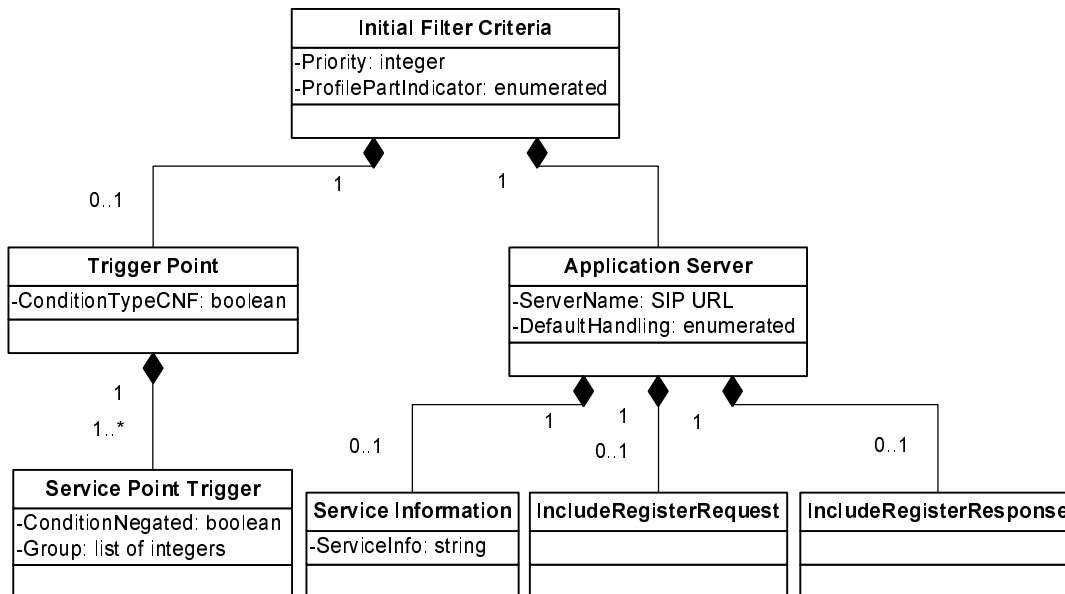 Initial Filter Criteria
-Priority: integer
-ProfilePartIndicator: enumerated
1
1
0..1
Trigger Point
-ConditionTypeCNF: boolean
Application Server
-ServerName: SIP URL
-DefaultHandling: enumerated
1
1..*
1
1
1
0..1
0..1
0..1
Service Point Trigger
-ConditionNegated: boolean
-Group: list of integers
Service Information
-ServiceInfo: string
IncludeRegisterRequest
IncludeRegisterResponse